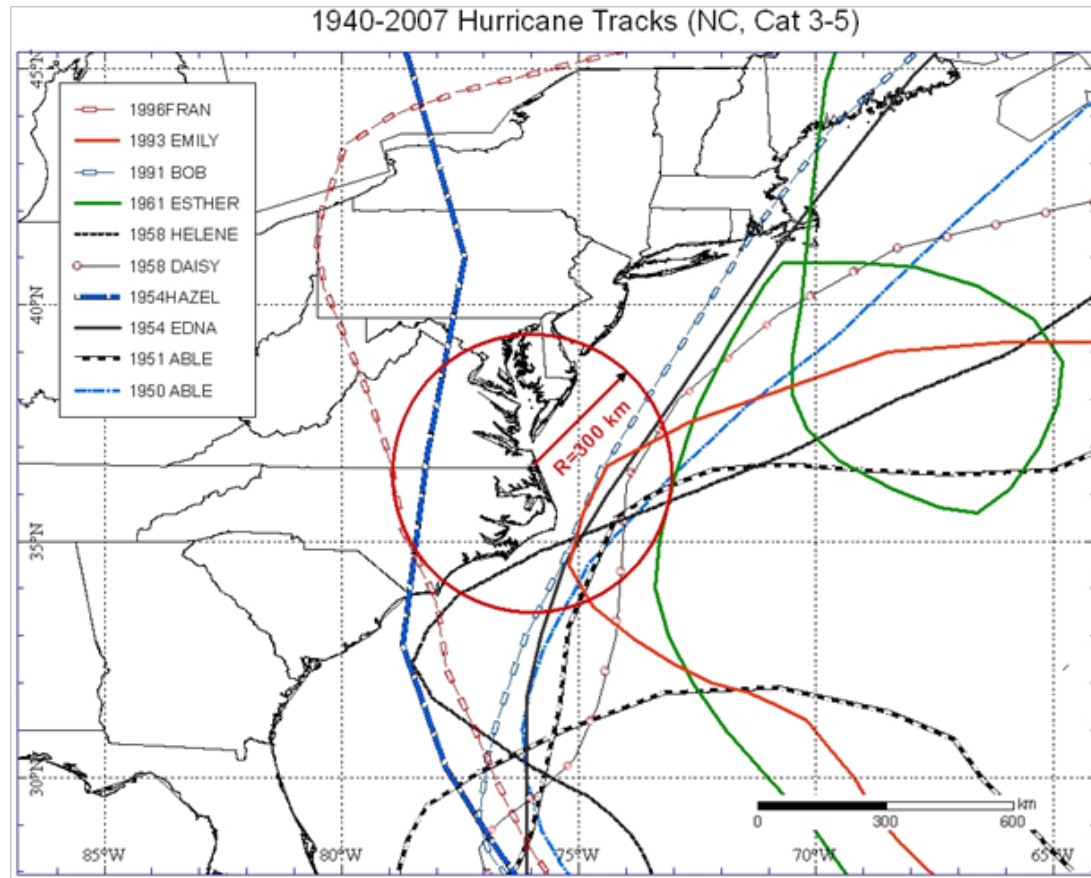 1940-2007 Hurricane Tracks (NC, Cat 3-5)
45°N
1996FRAN
1993 EMILY
1991 BOB
1961 ESTHER
1958 HELENE
1958 DAISY
1954HAZEL
1954 EDNA
1951 ABLE
1950 ABLE
40°N
R=300 km
35°N
30°N
km
0 300 600
85°W 80°W 75°W 70°W 65°W